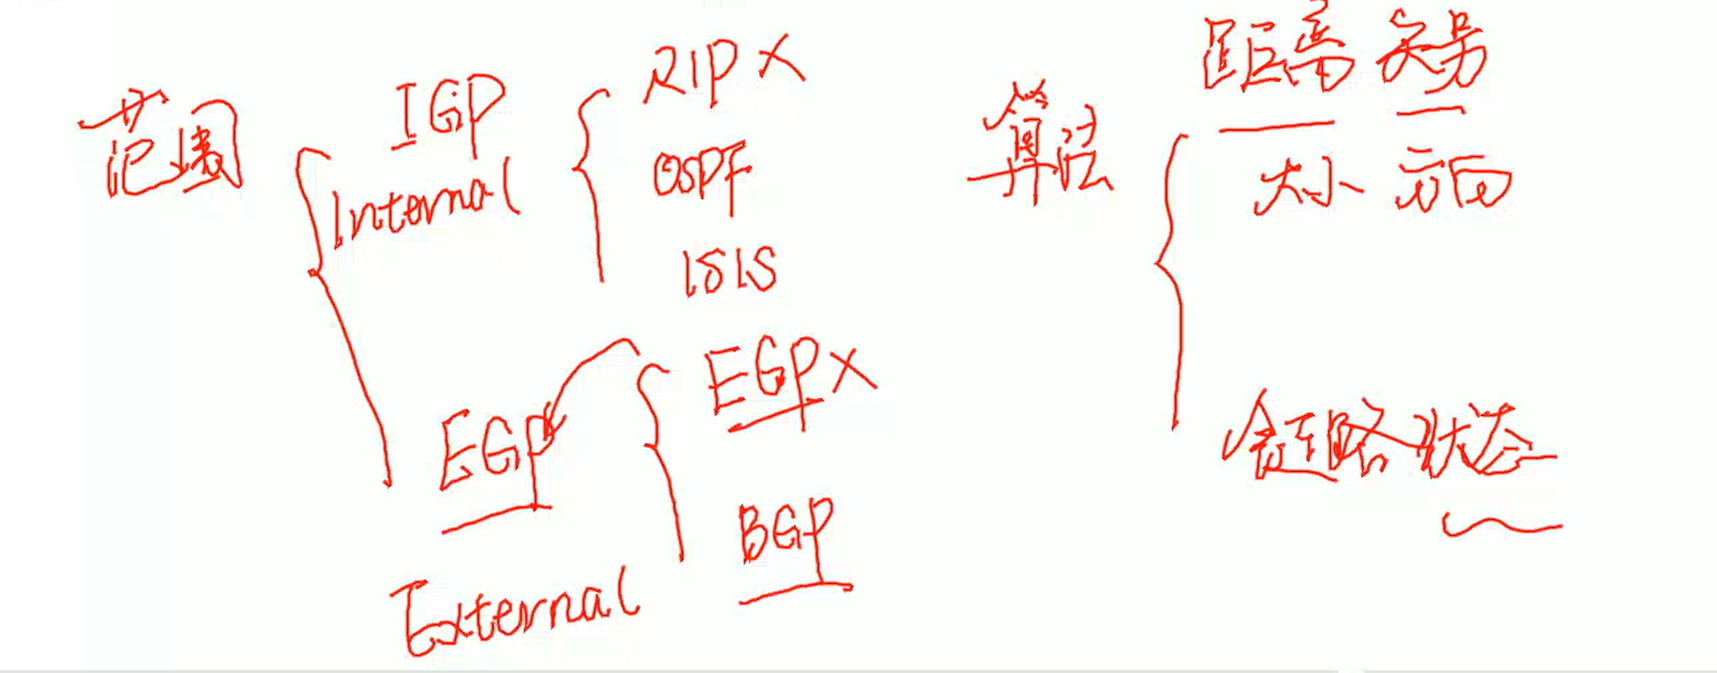 范围
IGP
Internal
RIP X
OSPF
ISIS
EGP
External
EGP X
BGP
算法
距离 矢量
大小 方向
链路状态